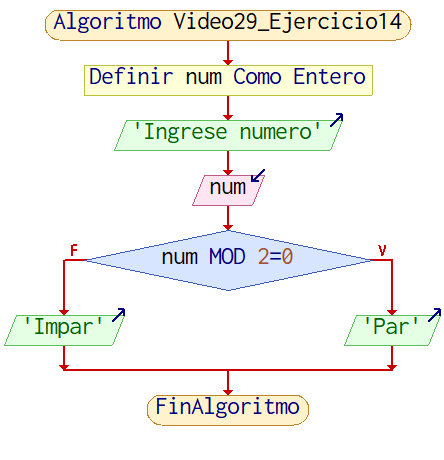 Algoritmo Video29_Ejercicio14
Definir num Como Entero
'Ingrese numero'
num
F
V
num MOD 2=0
'Impar'
'Par'
FinAlgoritmo